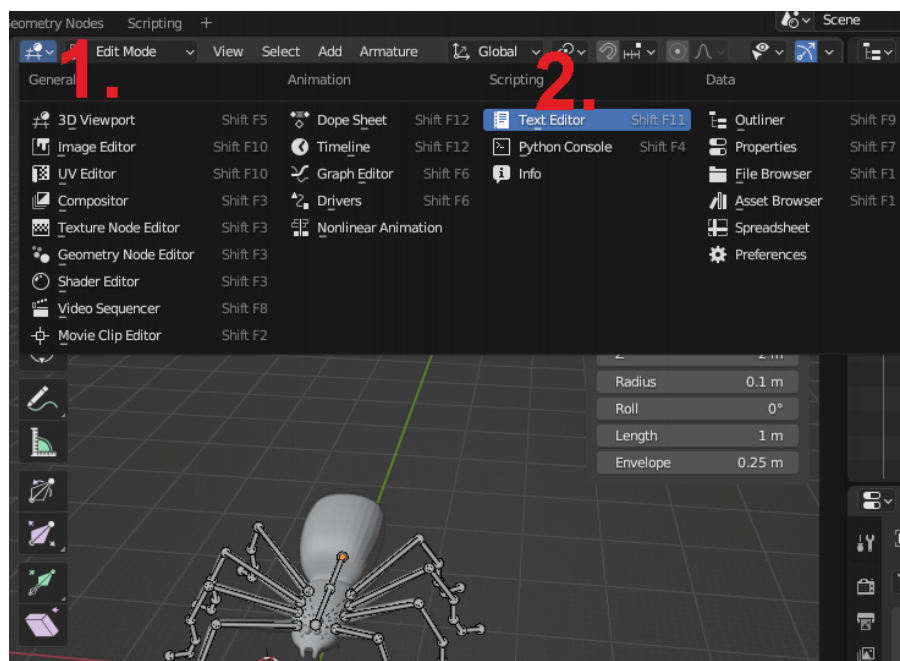 eometry Nodes Scripting + Scene
Edit Mode View Select Add Armature Global
1. 2.
General Animation Scripting Data
3D Viewport Shift F5 Dope Sheet Shift F12 Text Editor Shift F11 Outliner Shift F9
Image Editor Shift F10 Timeline Shift F12 Python Console Shift F4 Properties Shift F7
UV Editor Shift F10 Graph Editor Shift F6 Info File Browser Shift F1
Compositor Shift F3 Drivers Shift F6 Asset Browser Shift F1
Texture Node Editor Shift F3 Nonlinear Animation Spreadsheet
Geometry Node Editor Shift F3 Preferences
Shader Editor Shift F3
Video Sequencer Shift F8
Movie Clip Editor Shift F2
Radius 0.1 m
Roll 0°
Length 1 m
Envelope 0.25 m